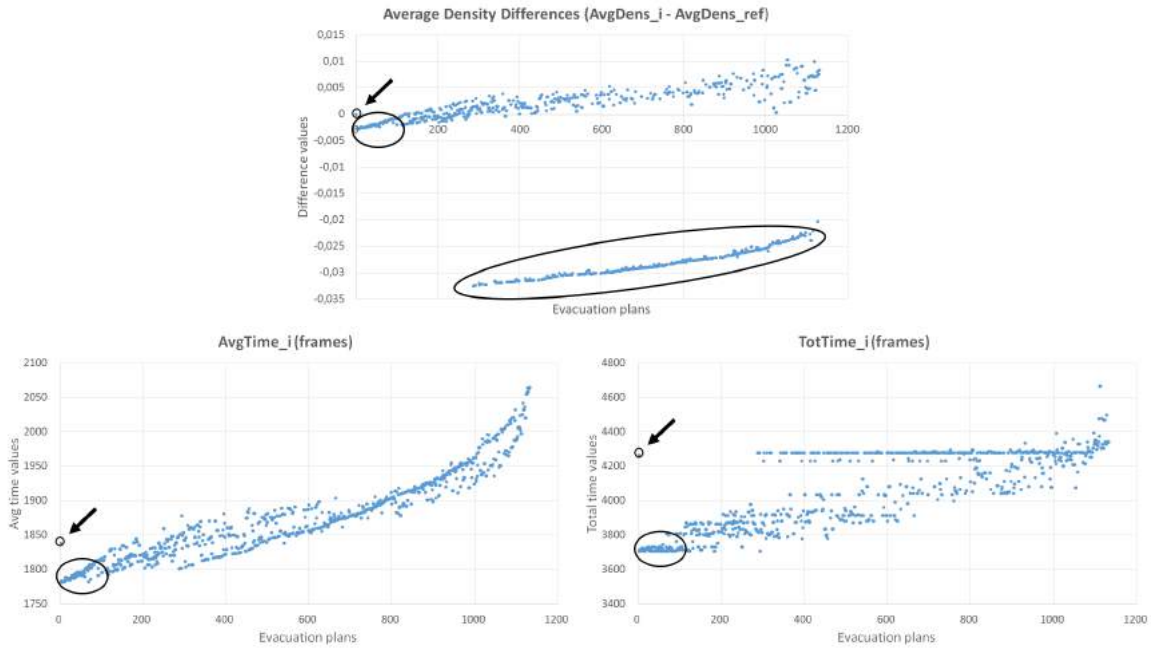 Average Density Differences (AvgDens_i - AvgDens_ref)
0,015
0,01
0,005
0
-0,005
-0,01
-0,015
-0,02
-0,025
-0,03
-0,035
Difference values
200 400 600 800 1000 1200
Evacuation plans
AvgTime_i (frames)
2100
2050
2000
1950
1900
1850
1800
1750
Avg time values
0 200 400 600 800 1000 1200
Evacuation plans
TotTime_i (frames)
4800
4600
4400
4200
4000
3800
3600
3400
Total time values
0 200 400 600 800 1000 1200
Evacuation plans